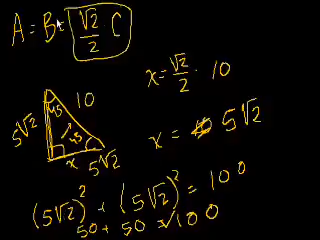 A = B = √2/2 C
x = √2/2 · 10
45
10
5√2
45
x
5√2
x = 5√2
(5√2)² + (5√2)² = 100
50 + 50 = 100